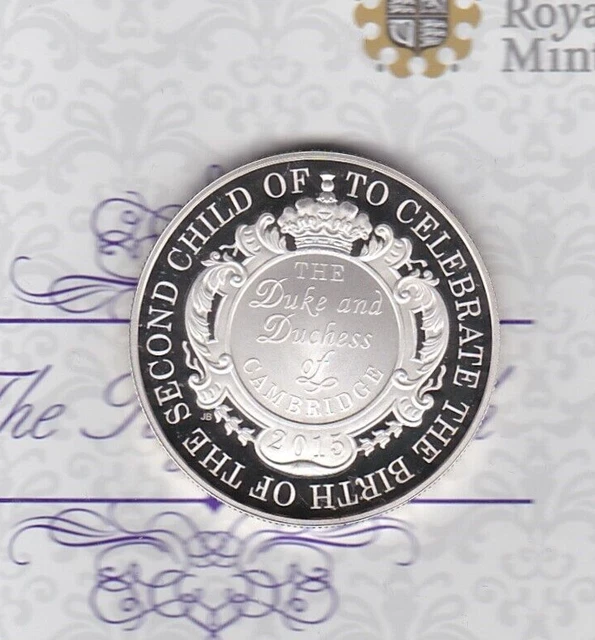 Roya
Mint
TO CELEBRATE THE BIRTH OF THE SECOND CHILD OF
THE
Duke and
Duchess
of
CAMBRIDGE
2015
JB
The